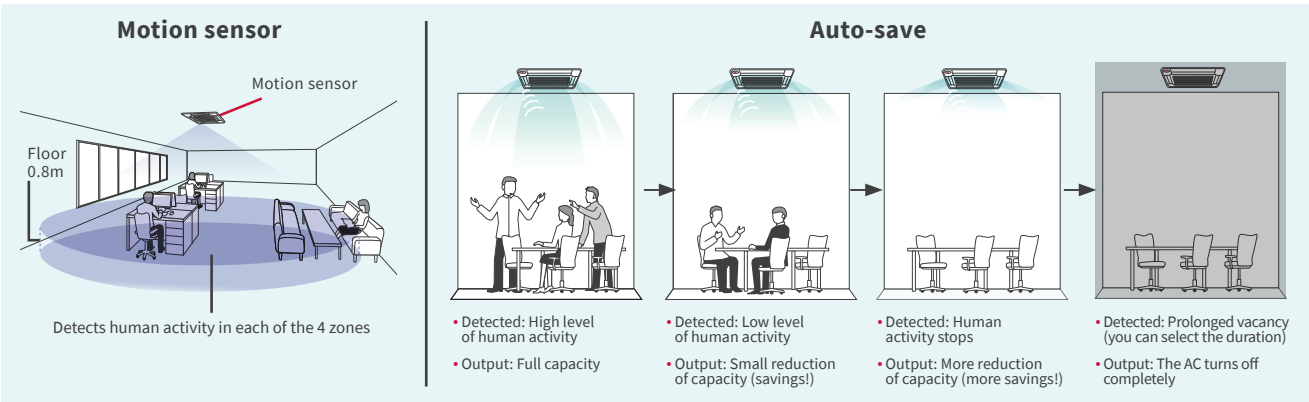 Motion sensor
Motion sensor
Floor
0.8m
Detects human activity in each of the 4 zones
Auto-save
• Detected: High level
of human activity
• Output: Full capacity
• Detected: Low level
of human activity
• Output: Small reduction
of capacity (savings!)
• Detected: Human
activity stops
• Output: More reduction
of capacity (more savings!)
• Detected: Prolonged vacancy
(you can select the duration)
• Output: The AC turns off
completely